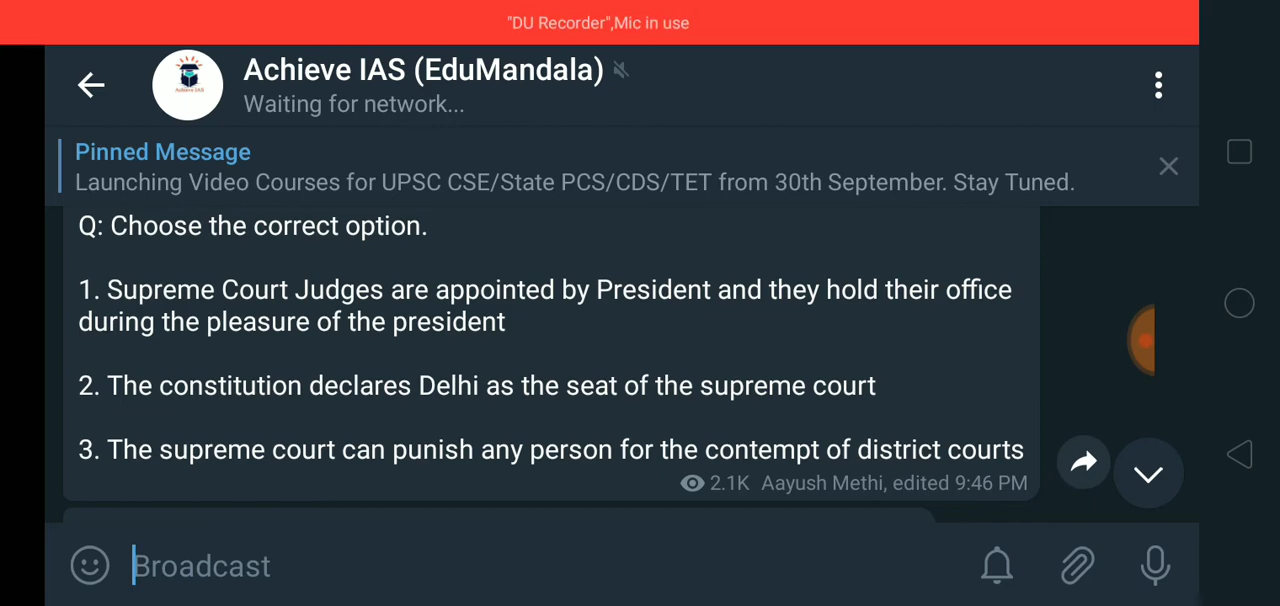 "DU Recorder",Mic in use
Achieve IAS (EduMandala)
Waiting for network...
Pinned Message
Launching Video Courses for UPSC CSE/State PCS/CDS/TET from 30th September. Stay Tuned.
Q: Choose the correct option.
1. Supreme Court Judges are appointed by President and they hold their office
during the pleasure of the president
2. The constitution declares Delhi as the seat of the supreme court
3. The supreme court can punish any person for the contempt of district courts
2.1K Aayush Methi, edited 9:46 PM
Broadcast